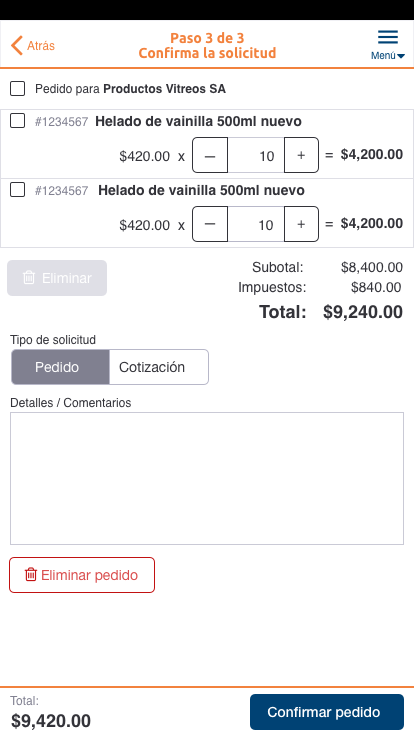 Atrás
Paso 3 de 3
Confirma la solicitud
Menú
Pedido para Productos Vitreos SA
#1234567 Helado de vainilla 500ml nuevo
$420.00 x — 10 + = $4,200.00
#1234567 Helado de vainilla 500ml nuevo
$420.00 x — 10 + = $4,200.00
Eliminar
Subotal: $8,400.00
Impuestos: $840.00
Total: $9,240.00
Tipo de solicitud
Pedido Cotización
Detalles / Comentarios
Eliminar pedido
Total:
$9,420.00
Confirmar pedido